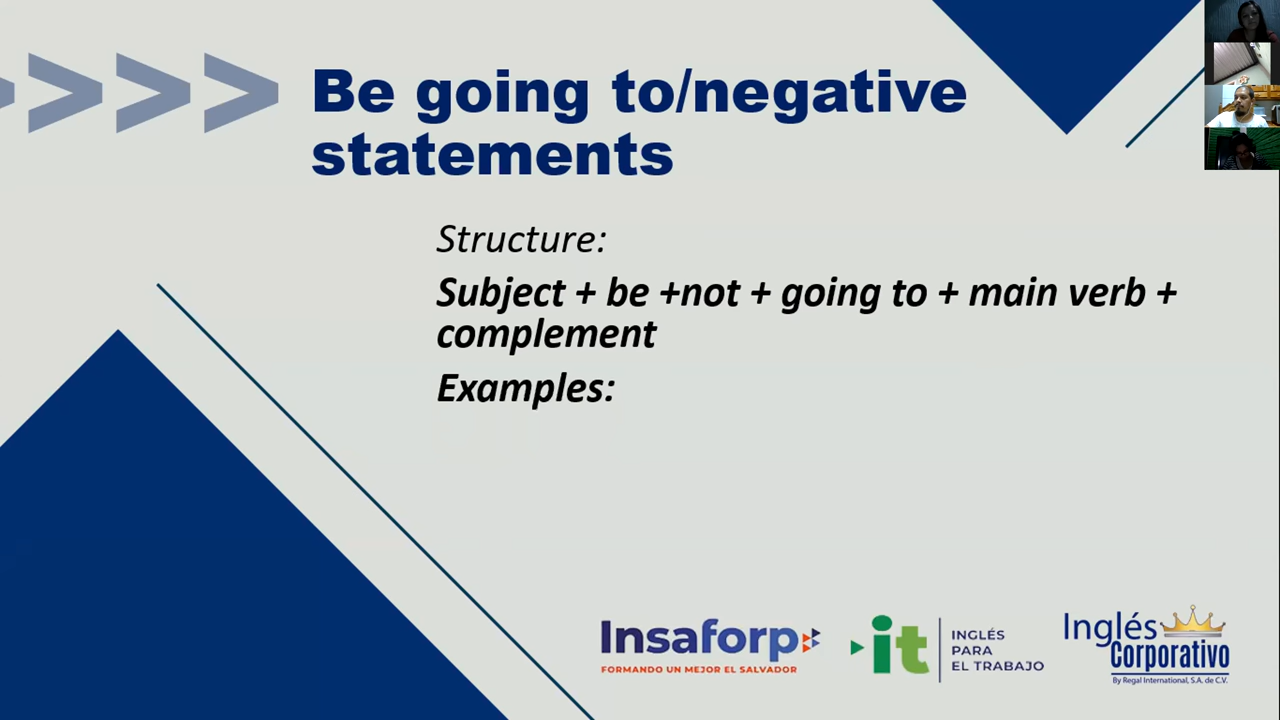 Be going to/negative
statements
Structure:
Subject + be +not + going to + main verb +
complement
Examples:
Insaforp
FORMANDO UN MEJOR EL SALVADOR
it
INGLÉS
PARA
EL TRABAJO
Inglés
Corporativo
By Regal International, S.A. de C.V.